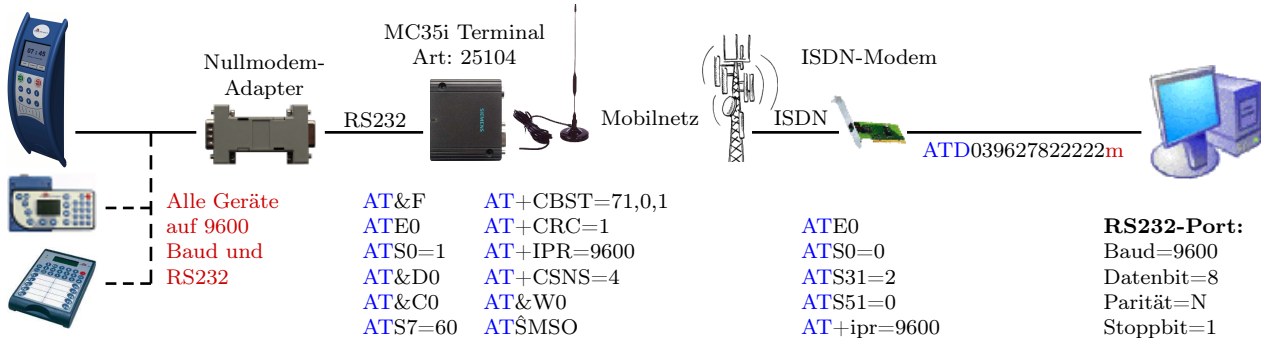 MC35i Terminal
Art: 25104
Nullmodem-
Adapter
ISDN-Modem
07:45
RS232
SIEMENS
Mobilnetz
ISDN
ATD039627822222m
Alle Geräte
auf 9600
Baud und
RS232
AT&F
ATE0
ATS0=1
AT&D0
AT&C0
ATS7=60
AT+CBST=71,0,1
AT+CRC=1
AT+IPR=9600
AT+CSNS=4
AT&W0
ATŜMSO
ATE0
ATS0=0
ATS31=2
ATS51=0
AT+ipr=9600
RS232-Port:
Baud=9600
Datenbit=8
Parität=N
Stoppbit=1